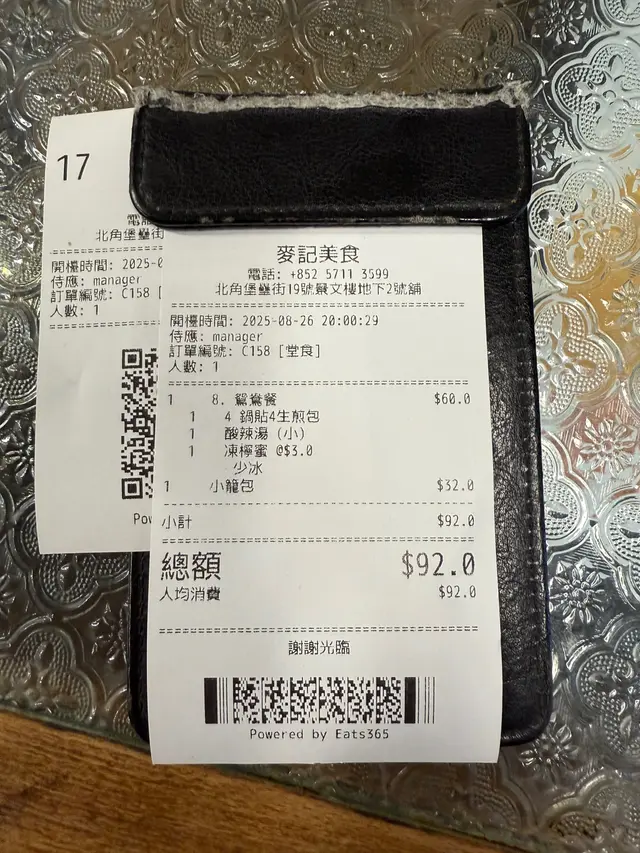 17
北角堡壘街
開檯時間: 2025-0
侍應: manager
訂單編號: C158 [
人數: 1
Pow
麥記美食
電話: +852 5711 3599
北角堡壘街19號景文樓地下2號舖
開檯時間: 2025-08-26 20:00:29
侍應: manager
訂單編號: C158 [堂食]
人數: 1
1 8. 鴛鴦餐 $60.0
1 4 鍋貼4生煎包
1 酸辣湯 (小)
1 凍檸蜜 @$3.0
少冰
1 小籠包 $32.0
小計 $92.0
總額 $92.0
人均消費 $92.0
謝謝光臨
Powered by Eats365